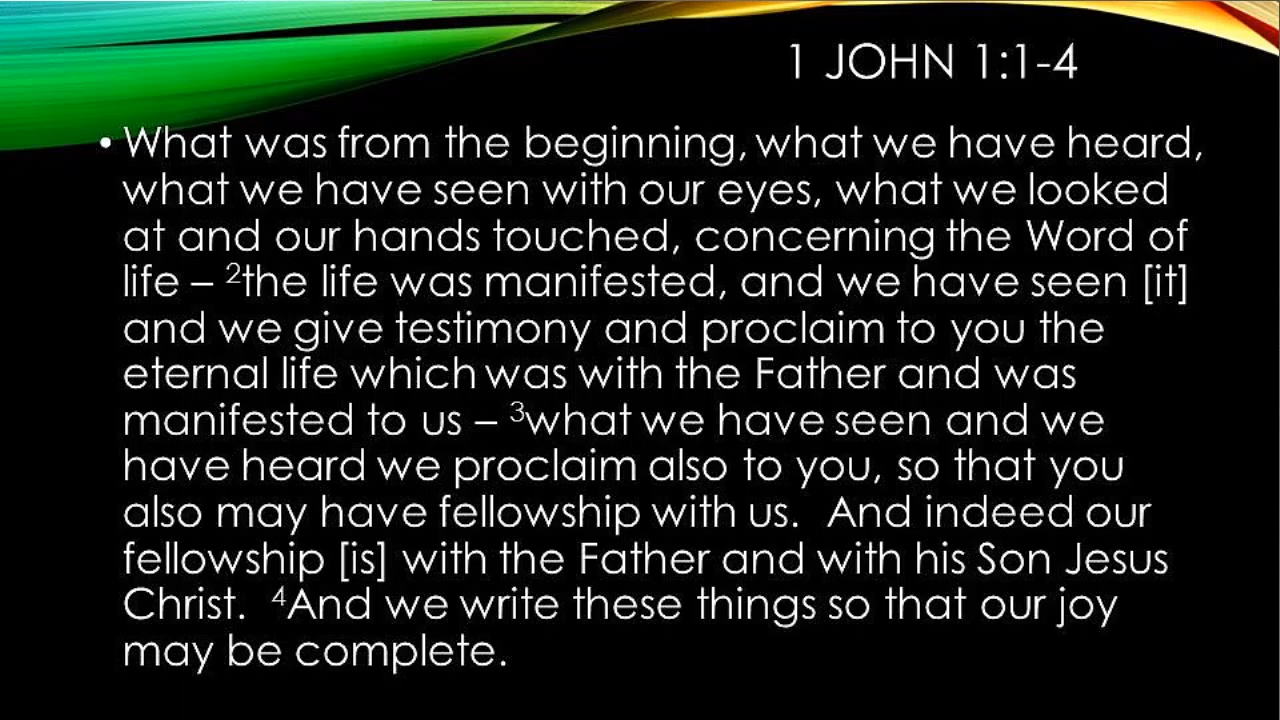 1 JOHN 1:1-4
• What was from the beginning, what we have heard,
what we have seen with our eyes, what we looked
at and our hands touched, concerning the Word of
life – ²the life was manifested, and we have seen [it]
and we give testimony and proclaim to you the
eternal life which was with the Father and was
manifested to us – ³what we have seen and we
have heard we proclaim also to you, so that you
also may have fellowship with us.  And indeed our
fellowship [is] with the Father and with his Son Jesus
Christ.  ⁴And we write these things so that our joy
may be complete.